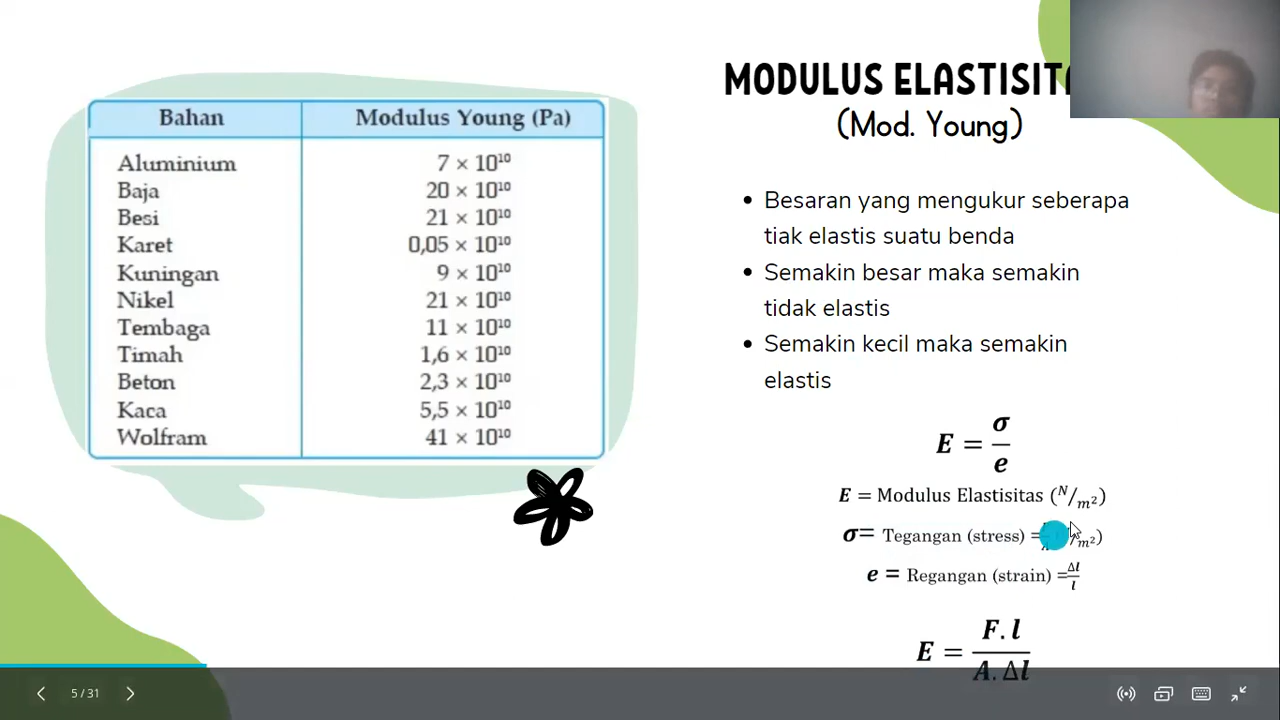 Bahan Modulus Young (Pa)
Aluminium 7 × 10¹⁰
Baja 20 × 10¹⁰
Besi 21 × 10¹⁰
Karet 0,05 × 10¹⁰
Kuningan 9 × 10¹⁰
Nikel 21 × 10¹⁰
Tembaga 11 × 10¹⁰
Timah 1,6 × 10¹⁰
Beton 2,3 × 10¹⁰
Kaca 5,5 × 10¹⁰
Wolfram 41 × 10¹⁰
MODULUS
(Mod. Young)
• Besaran yang mengukur seberapa
tiak elastis suatu benda
• Semakin besar maka semakin
tidak elastis
• Semakin kecil maka semakin
elastis
E = σ/e
E = Modulus Elastisitas (N/m²)
σ= Tegangan (stress) = /m²)
e = Regangan (strain) =Δl/l
E = F.l/A.Δl
5 / 31